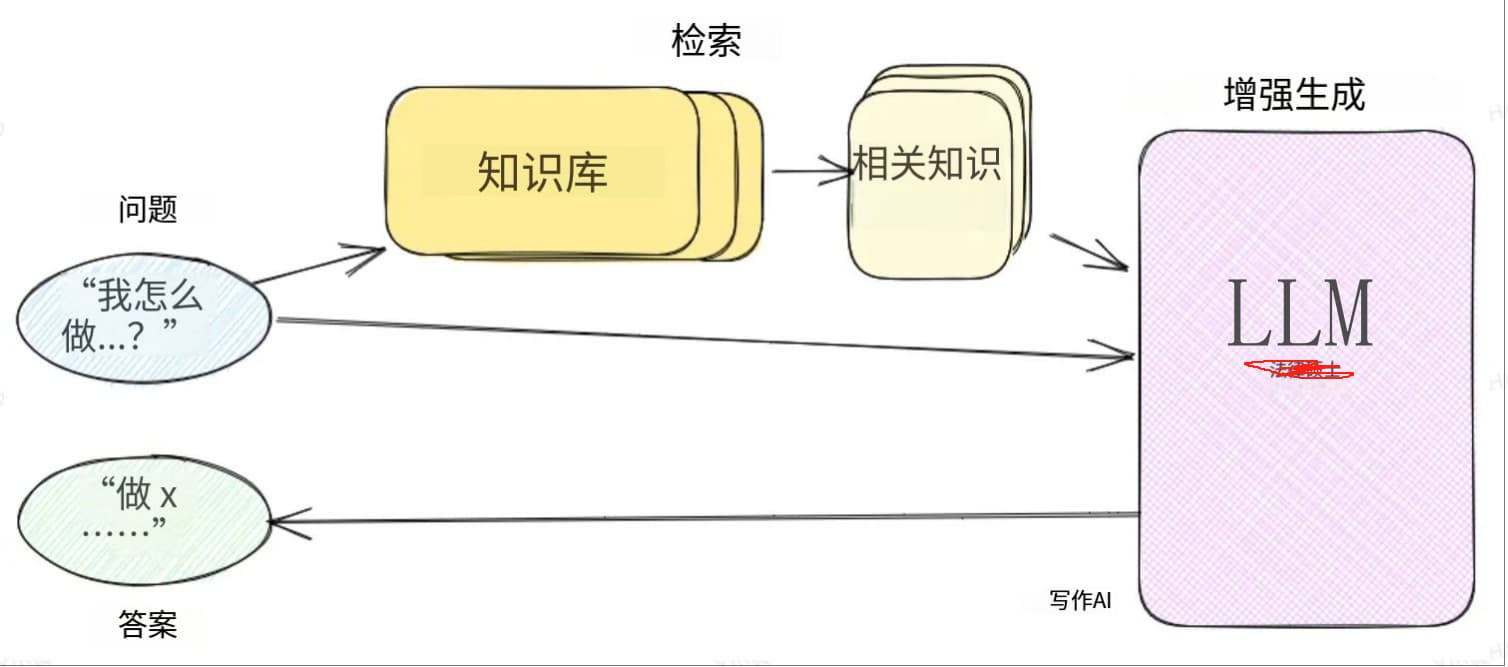 检索
增强生成
知识库
相关知识
问题
“我怎么
做...？”
LLM
“做 x
……”
写作AI
答案